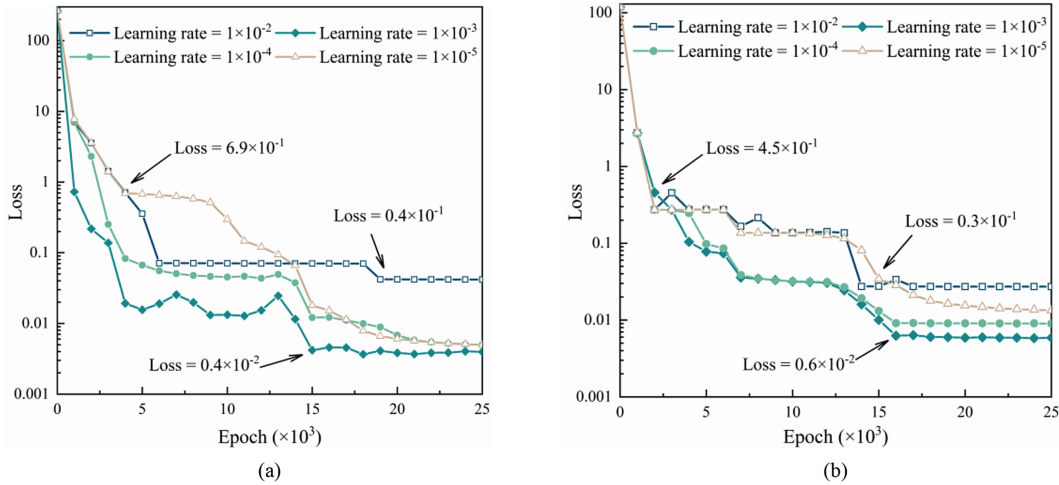 Learning rate = 1×10⁻²
Learning rate = 1×10⁻³
Learning rate = 1×10⁻⁴
Learning rate = 1×10⁻⁵
Loss = 6.9×10⁻¹
Loss = 0.4×10⁻¹
Loss = 0.4×10⁻²
100
10
1
0.1
0.01
0.001
Loss
0 5 10 15 20 25
Epoch (×10³)
(a)
Learning rate = 1×10⁻²
Learning rate = 1×10⁻³
Learning rate = 1×10⁻⁴
Learning rate = 1×10⁻⁵
Loss = 4.5×10⁻¹
Loss = 0.3×10⁻¹
Loss = 0.6×10⁻²
100
10
1
0.1
0.01
0.001
Loss
0 5 10 15 20 25
Epoch (×10³)
(b)